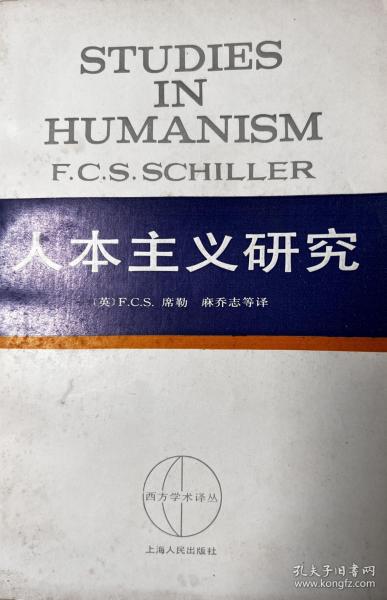 STUDIES
IN
HUMANISM
F.C.S. SCHILLER
人本主义研究
〔英〕F.C.S. 席勒 麻乔志等译
西方学术译丛
上海人民出版社
孔夫子旧书网